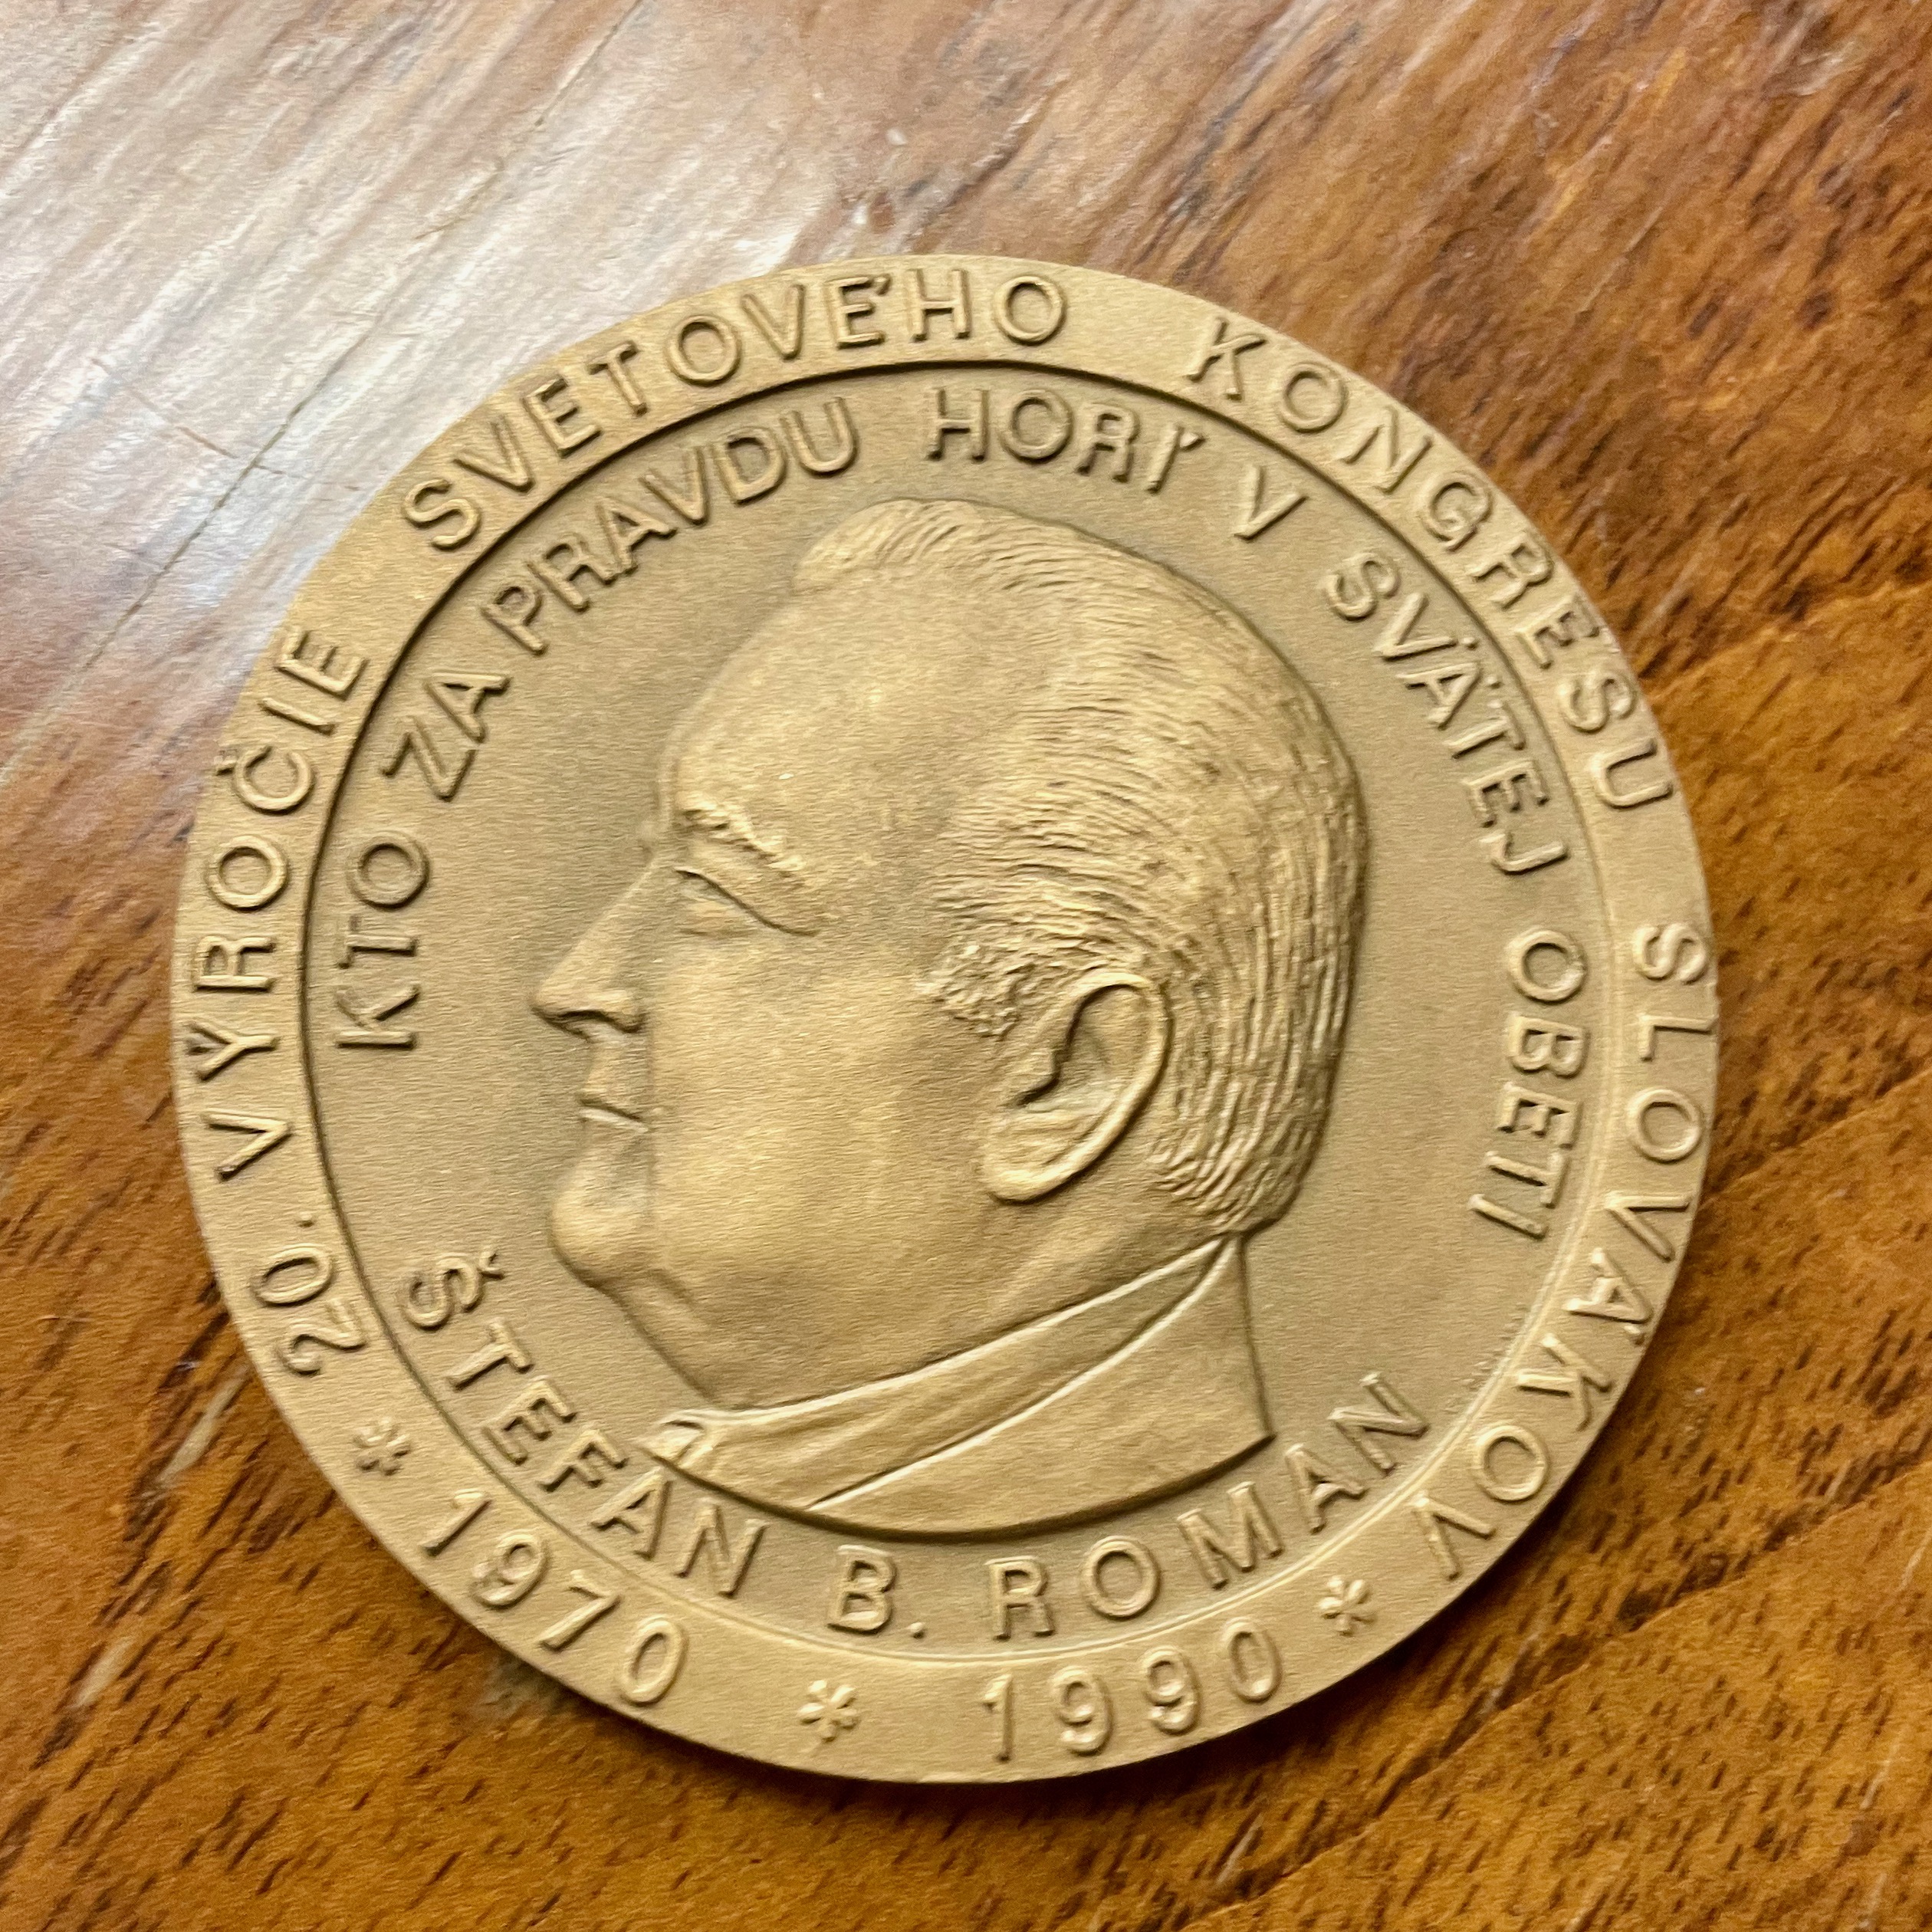 20. VÝROČIE SVETOVÉHO KONGRESU SLOVÁKOV
* 1970 * 1990 *
KTO ZA PRAVDU HORÍ V SVÄTEJ OBETI
ŠTEFAN B. ROMAN